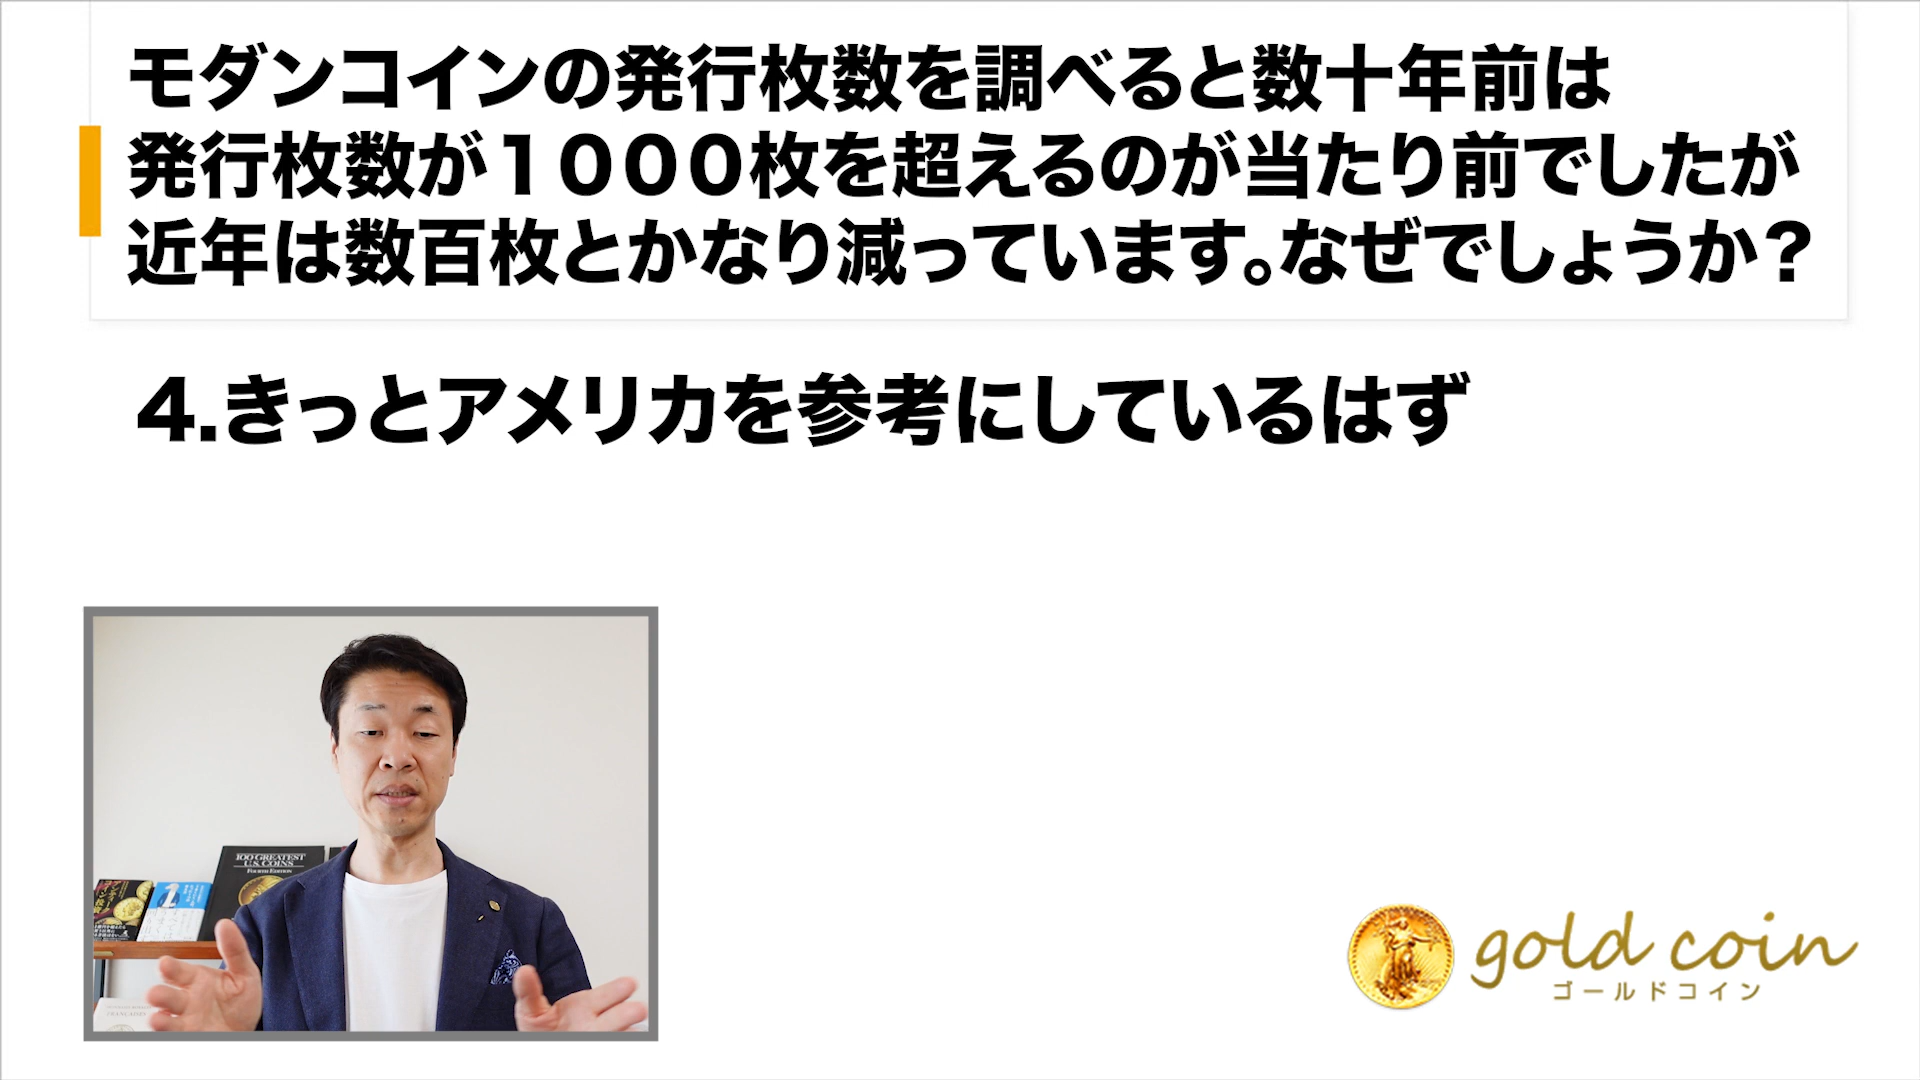 モダンコインの発行枚数を調べると数十年前は
発行枚数が１０００枚を超えるのが当たり前でしたが
近年は数百枚とかなり減っています。なぜでしょうか？
4.きっとアメリカを参考にしているはず
100 GREATEST
U.S. COINS
FOURTH EDITION
gold coin
ゴールドコイン